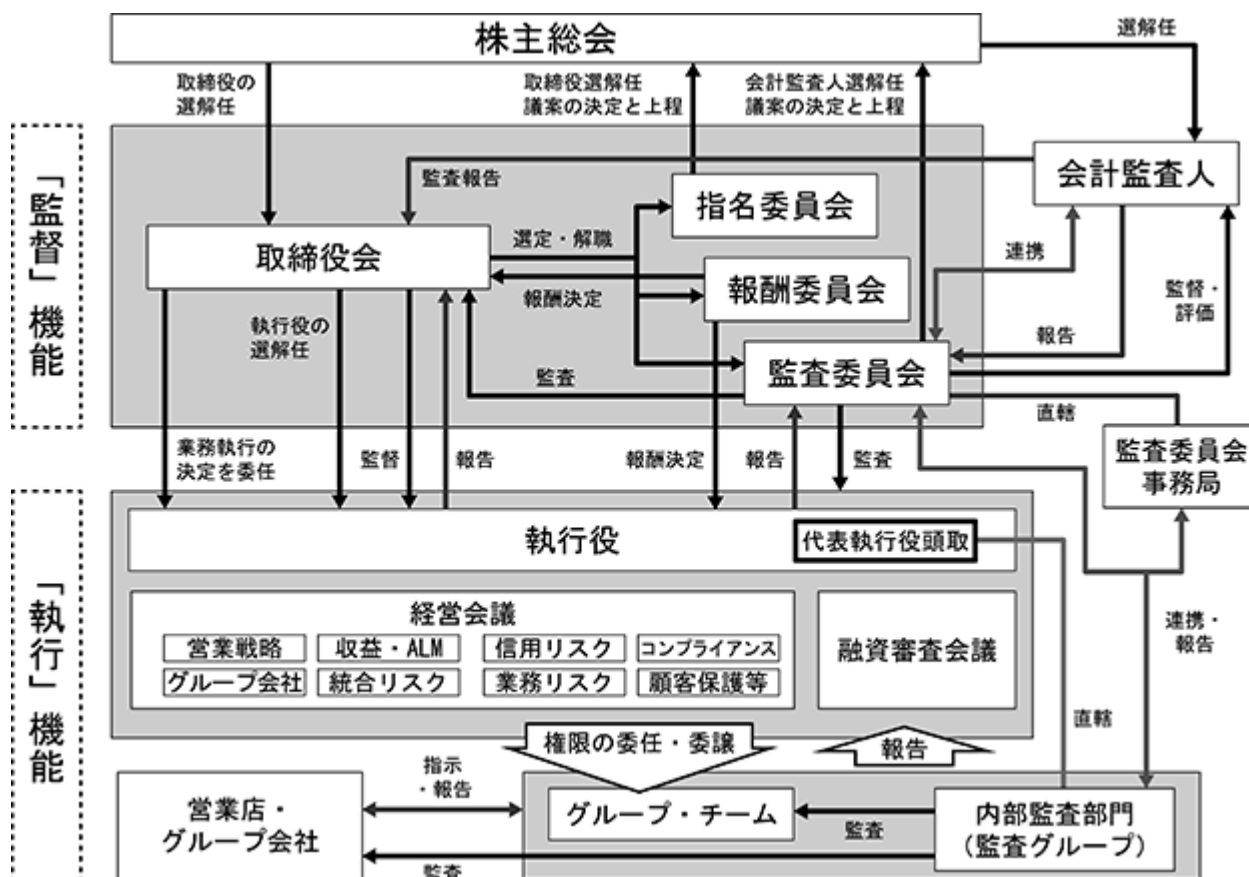 株主総会
選解任
取締役の
選解任
取締役選解任
議案の決定と上程
会計監査人選解任
議案の決定と上程
「監督」機能
会計監査人
監査報告
指名委員会
取締役会
選定・解職
連携
報酬委員会
報酬決定
監督・
評価
執行役の
選解任
報告
監査委員会
監査
直轄
監査委員会
事務局
業務執行の
決定を委任
監督
報告
報酬決定
報告
監査
「執行」機能
執行役
代表執行役頭取
経営会議
営業戦略
収益・ALM
信用リスク
コンプライアンス
グループ会社
統合リスク
業務リスク
顧客保護等
融資審査会議
連携・
報告
直轄
権限の委任・委譲
報告
指示
・報告
営業店・
グループ会社
グループ・チーム
監査
内部監査部門
(監査グループ)
監査